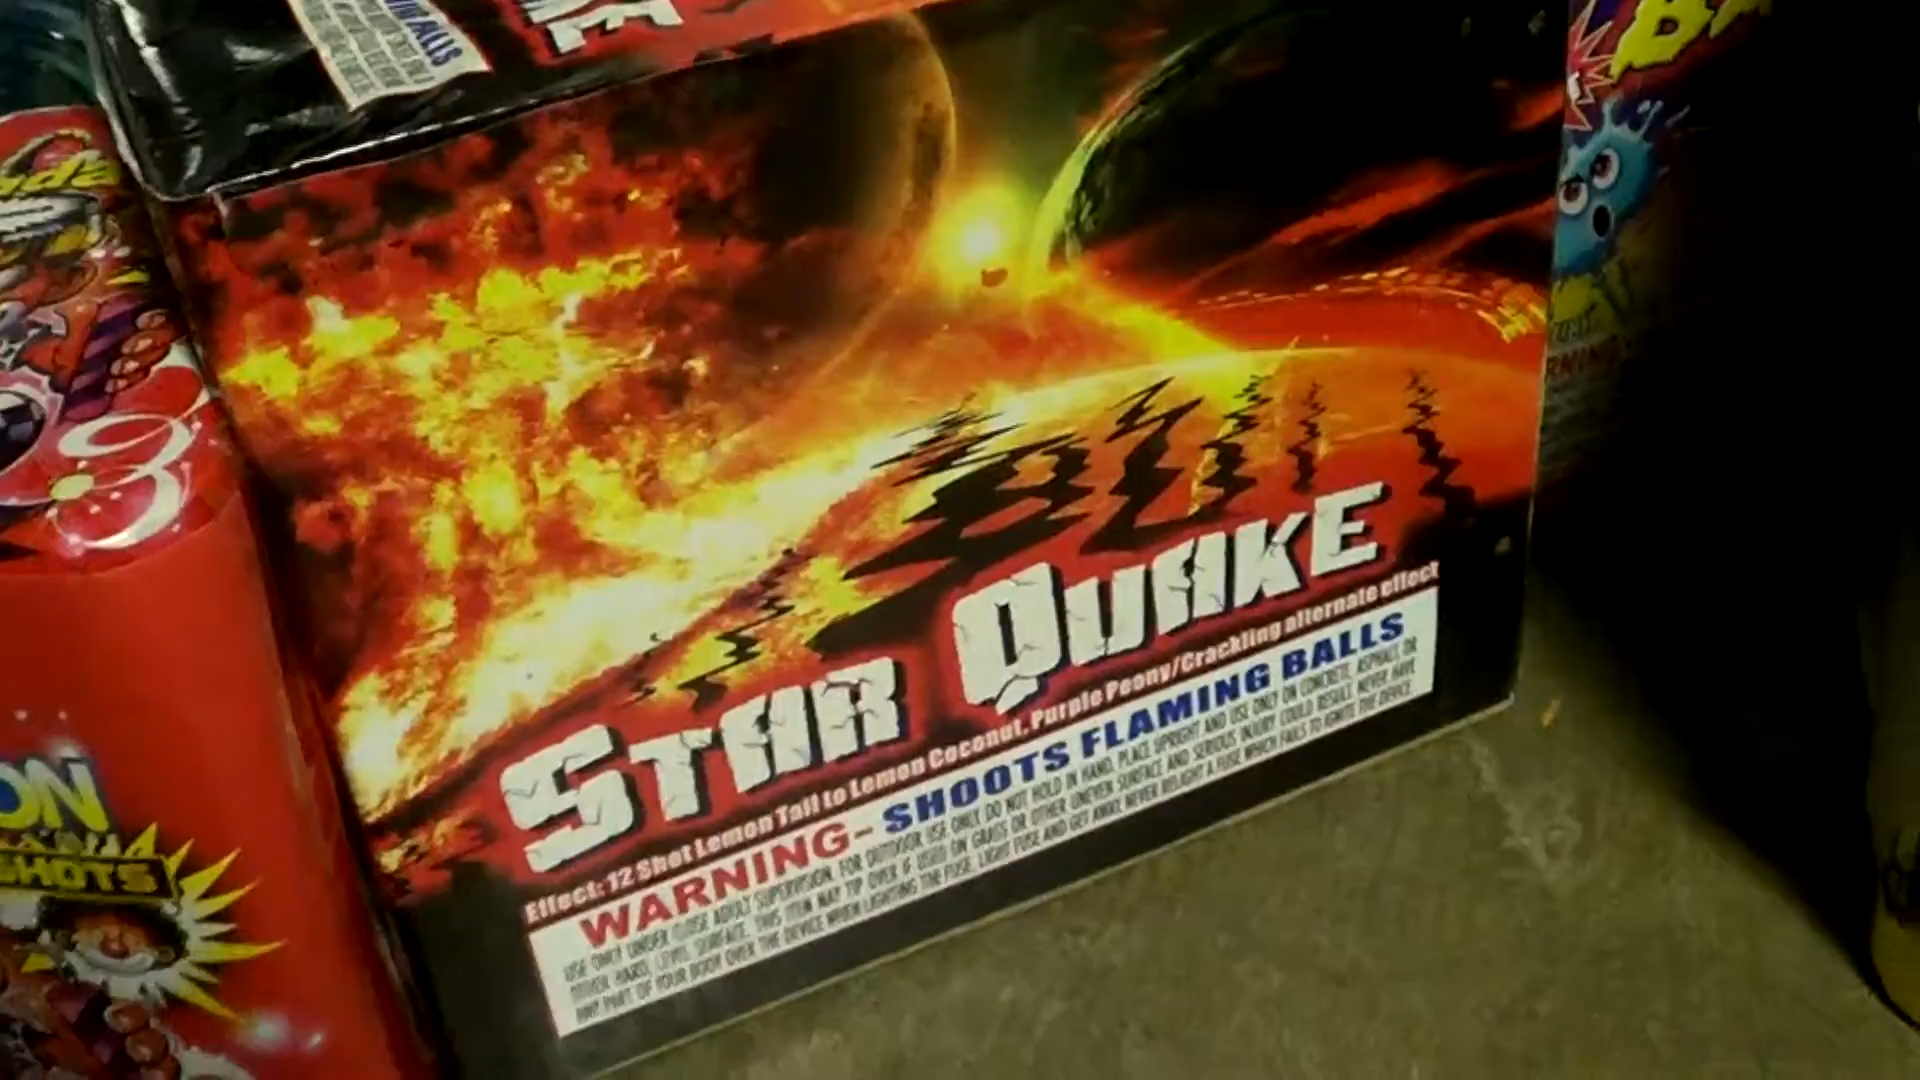 BALLS
STAR QUAKE
Effect: 12 Shot Lemon Tail to Lemon Coconut, Purple Peony/Crackling alternate effect
WARNING- SHOOTS FLAMING BALLS
USE ONLY UNDER CLOSE ADULT SUPERVISION. FOR OUTDOOR USE ONLY. DO NOT HOLD IN HAND. PLACE UPRIGHT AND USE ONLY ON CONCRETE, ASPHALT OR
OTHER HARD, LEVEL SURFACE. THIS ITEM MAY TIP OVER IF USED ON GRASS OR OTHER UNEVEN SURFACE AND SERIOUS INJURY COULD RESULT. NEVER HAVE
ANY PART OF YOUR BODY OVER THE DEVICE WHEN LIGHTING THE FUSE. LIGHT FUSE AND GET AWAY. NEVER RELIGHT A FUSE WHICH FAILS TO IGNITE THE DEVICE
ON
SHOTS